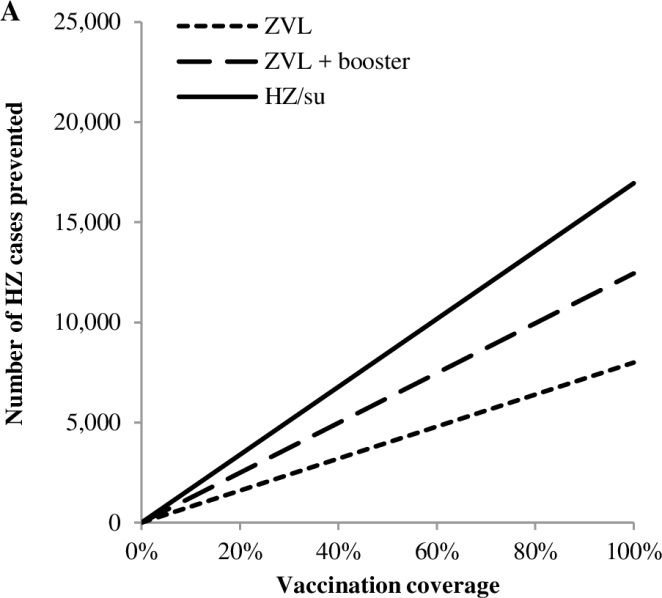 A
25,000
20,000
15,000
10,000
5,000
0
Number of HZ cases prevented
ZVL
ZVL + booster
HZ/su
0% 20% 40% 60% 80% 100%
Vaccination coverage